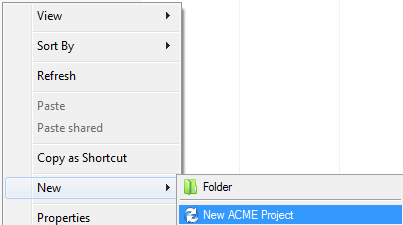 View
Sort By
Refresh
Paste
Paste shared
Copy as Shortcut
New
Folder
New ACME Project
Properties